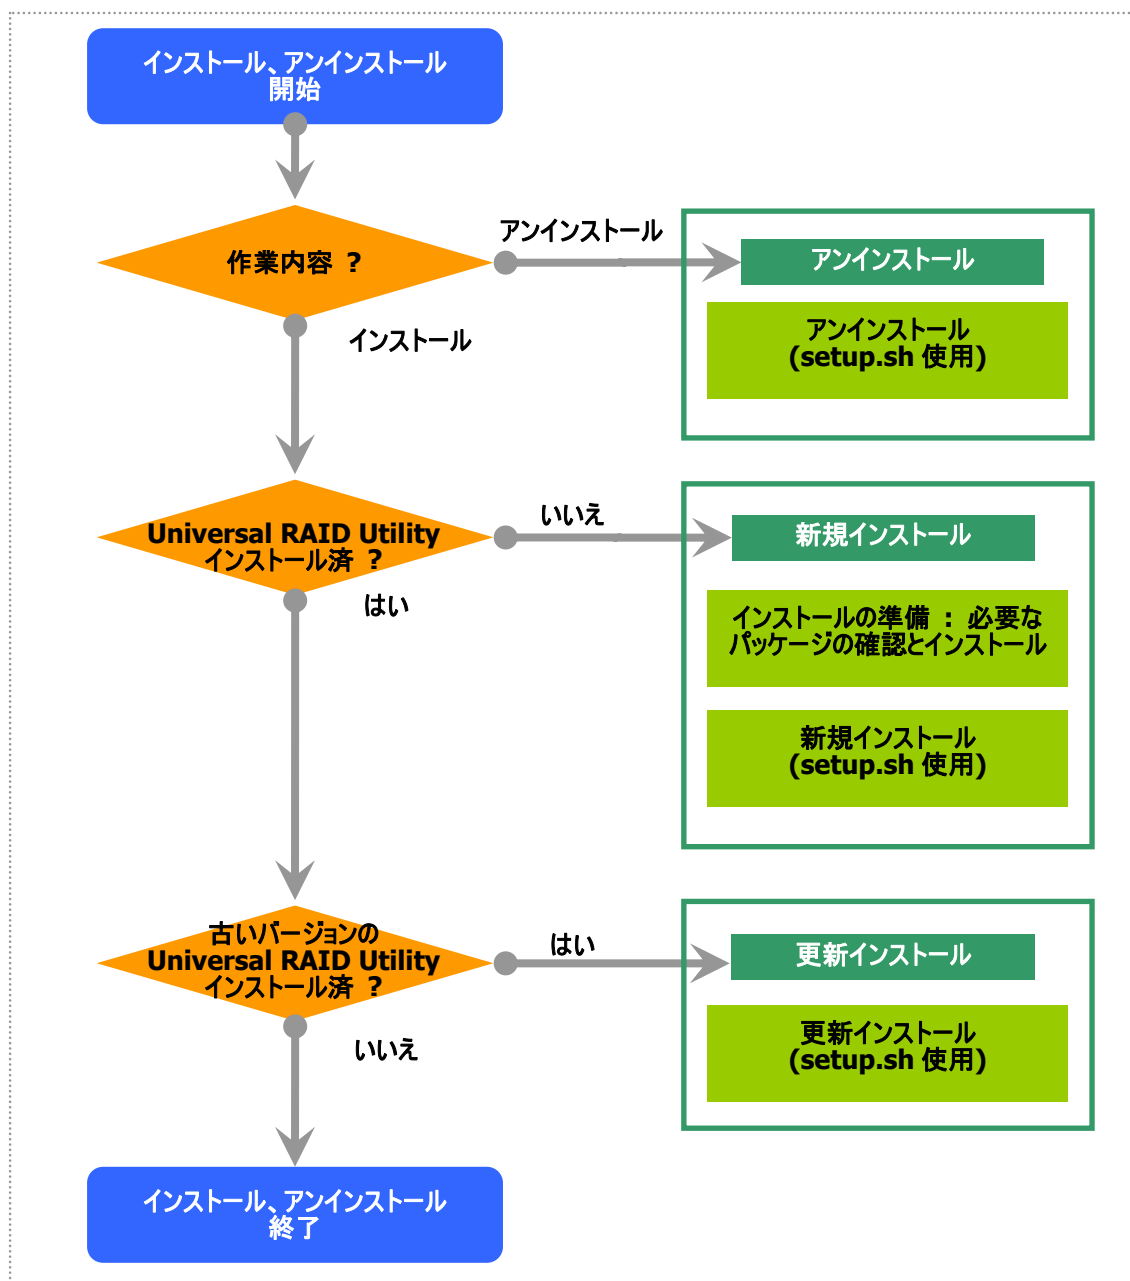 インストール、アンインストール
開始
作業内容 ?
アンインストール
アンインストール
アンインストール
(setup.sh 使用)
インストール
Universal RAID Utility
インストール済 ?
いいえ
新規インストール
インストールの準備 : 必要な
パッケージの確認とインストール
新規インストール
(setup.sh 使用)
はい
古いバージョンの
Universal RAID Utility
インストール済 ?
はい
更新インストール
更新インストール
(setup.sh 使用)
いいえ
インストール、アンインストール
終了